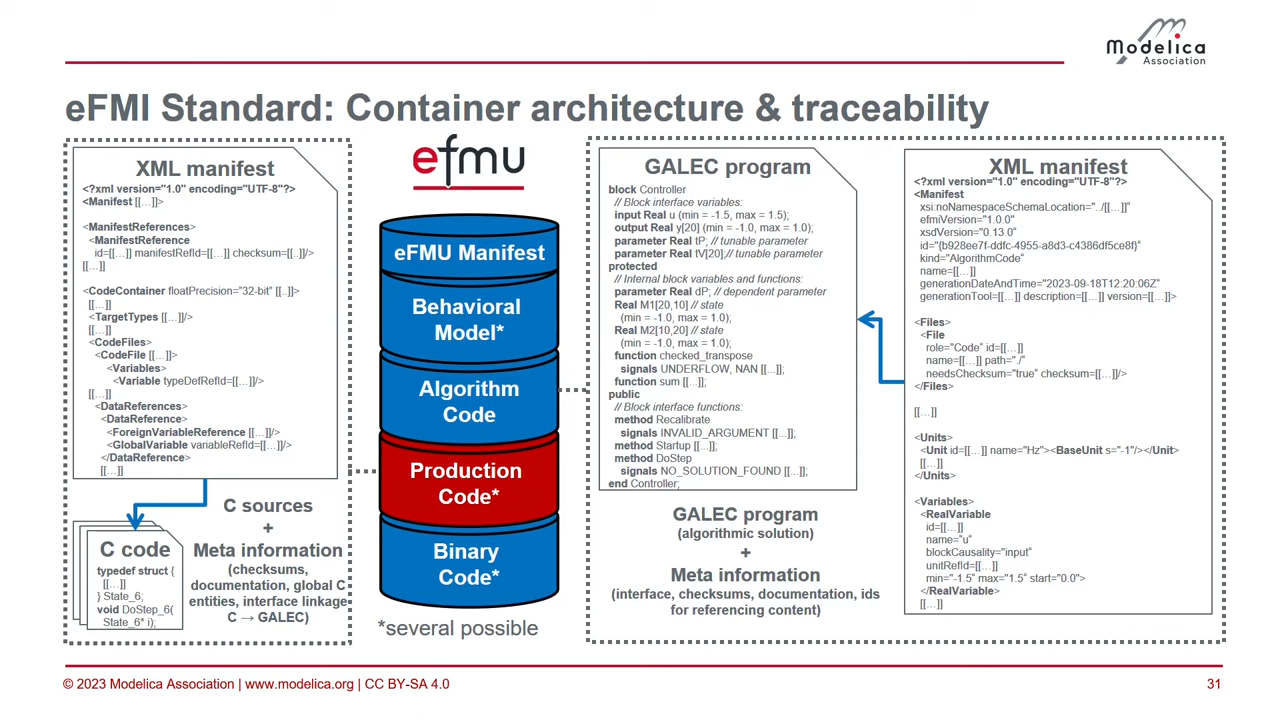 Modelica
Association
eFMI Standard: Container architecture & traceability
XML manifest
<?xml version="1.0" encoding="UTF-8"?>
<Manifest [[…]]>
<ManifestReferences>
<ManifestReference
id=[[…]] manifestRefId=[[…]] checksum=[[..]]/>
[[…]]
<CodeContainer floatPrecision="32-bit" [[..]]>
[[…]]
<TargetTypes [[…]]/>
[[…]]
<CodeFiles>
<CodeFile [[…]]>
<Variables>
<Variable typeDefRefId=[[…]]/>
[[…]]
<DataReferences>
<DataReference>
<ForeignVariableReference [[…]]/>
<GlobalVariable variableRefId=[[…]]/>
</DataReference>
[[…]]
C code
typedef struct {
[[…]]
} State_6;
void DoStep_6(
State_6* i);
C sources
+
Meta information
(checksums,
documentation, global C
entities, interface linkage
C → GALEC)
efmu
eFMU Manifest
Behavioral
Model*
Algorithm
Code
Production
Code*
Binary
Code*
*several possible
GALEC program
block Controller
// Block interface variables:
input Real u (min = -1.5, max = 1.5);
output Real y[20] (min = -1.0, max = 1.0);
parameter Real tP; // tunable parameter
parameter Real tV[20];// tunable parameter
protected
// Internal block variables and functions:
parameter Real dP; // dependent parameter
Real M1[20,10] // state
(min = -1.0, max = 1.0);
Real M2[10,20] // state
(min = -1.0, max = 1.0);
function checked_transpose
signals UNDERFLOW, NAN [[…]];
function sum [[…]];
public
// Block interface functions:
method Recalibrate
signals INVALID_ARGUMENT [[…]];
method Startup [[…]];
method DoStep
signals NO_SOLUTION_FOUND [[…]];
end Controller;
GALEC program
(algorithmic solution)
+
Meta information
(interface, checksums, documentation, ids
for referencing content)
XML manifest
<?xml version="1.0" encoding="UTF-8"?>
<Manifest
xsi:noNamespaceSchemaLocation="../[[…]]“
efmiVersion="1.0.0"
xsdVersion="0.13.0"
id="{b928ee7f-ddfc-4955-a8d3-c4386df5ce8f}"
kind="AlgorithmCode"
name=[[…]]
generationDateAndTime="2023-09-18T12:20:06Z"
generationTool=[[…]] description=[[…]] version=[[…]]>
<Files>
<File
role="Code“ id=[[…]]
name=[[…]] path="./“
needsChecksum="true“ checksum=[[…]]/>
</Files>
[[…]]
<Units>
<Unit id=[[…]] name="Hz"><BaseUnit s="-1"/></Unit>
[[…]]
</Units>
<Variables>
<RealVariable
id=[[…]]
name="u"
blockCausality="input“
unitRefId=[[…]]
min="-1.5“ max="1.5“ start="0.0">
</RealVariable>
[[…]]
© 2023 Modelica Association | www.modelica.org | CC BY-SA 4.0
31